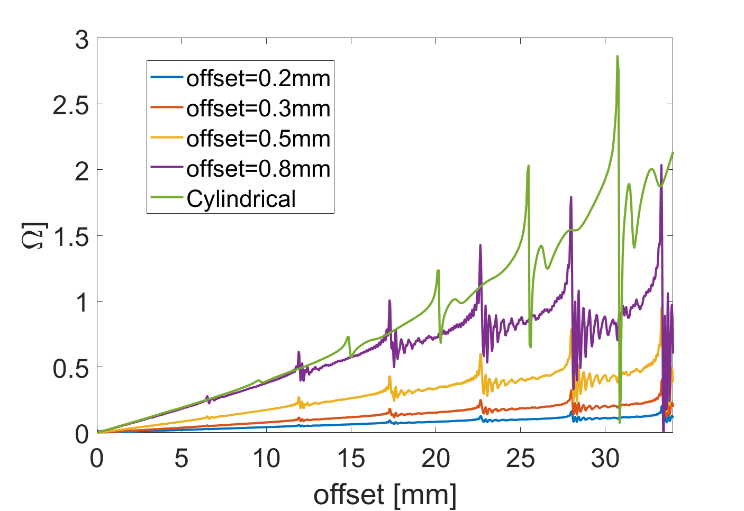 3
2.5
2
1.5
1
0.5
0
Ω]
offset=0.2mm
offset=0.3mm
offset=0.5mm
offset=0.8mm
Cylindrical
0 5 10 15 20 25 30
offset [mm]